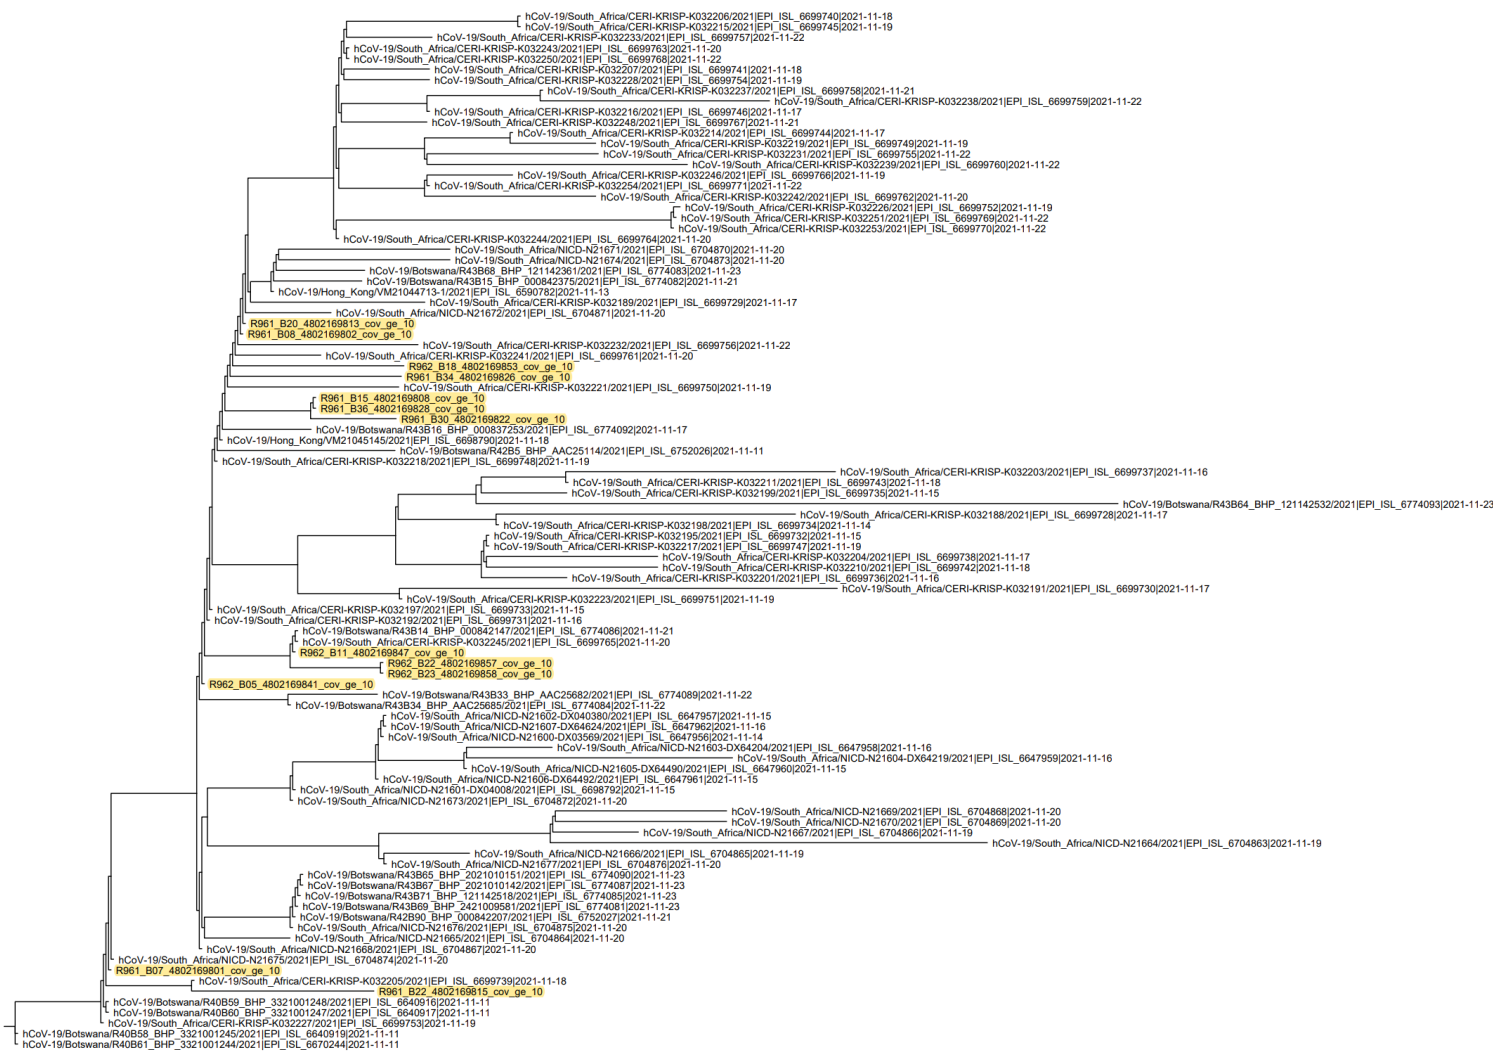 hCoV-19/South_Africa/CERI-KRISP-K032206/2021|EPI_ISL_6699740|2021-11-18
hCoV-19/South_Africa/CERI-KRISP-K032215/2021|EPI_ISL_6699745|2021-11-19
hCoV-19/South_Africa/CERI-KRISP-K032233/2021|EPI_ISL_6699757|2021-11-22
hCoV-19/South_Africa/CERI-KRISP-K032243/2021|EPI_ISL_6699763|2021-11-20
hCoV-19/South_Africa/CERI-KRISP-K032250/2021|EPI_ISL_6699768|2021-11-22
hCoV-19/South_Africa/CERI-KRISP-K032207/2021|EPI_ISL_6699741|2021-11-18
hCoV-19/South_Africa/CERI-KRISP-K032228/2021|EPI_ISL_6699754|2021-11-19
hCoV-19/South_Africa/CERI-KRISP-K032237/2021|EPI_ISL_6699758|2021-11-21
hCoV-19/South_Africa/CERI-KRISP-K032238/2021|EPI_ISL_6699759|2021-11-22
hCoV-19/South_Africa/CERI-KRISP-K032216/2021|EPI_ISL_6699746|2021-11-17
hCoV-19/South_Africa/CERI-KRISP-K032248/2021|EPI_ISL_6699767|2021-11-21
hCoV-19/South_Africa/CERI-KRISP-K032214/2021|EPI_ISL_6699744|2021-11-17
hCoV-19/South_Africa/CERI-KRISP-K032219/2021|EPI_ISL_6699749|2021-11-19
hCoV-19/South_Africa/CERI-KRISP-K032231/2021|EPI_ISL_6699755|2021-11-22
hCoV-19/South_Africa/CERI-KRISP-K032239/2021|EPI_ISL_6699760|2021-11-22
hCoV-19/South_Africa/CERI-KRISP-K032246/2021|EPI_ISL_6699766|2021-11-19
hCoV-19/South_Africa/CERI-KRISP-K032254/2021|EPI_ISL_6699771|2021-11-22
hCoV-19/South_Africa/CERI-KRISP-K032242/2021|EPI_ISL_6699762|2021-11-20
hCoV-19/South_Africa/CERI-KRISP-K032226/2021|EPI_ISL_6699752|2021-11-19
hCoV-19/South_Africa/CERI-KRISP-K032251/2021|EPI_ISL_6699769|2021-11-22
hCoV-19/South_Africa/CERI-KRISP-K032253/2021|EPI_ISL_6699770|2021-11-22
hCoV-19/South_Africa/CERI-KRISP-K032244/2021|EPI_ISL_6699764|2021-11-20
hCoV-19/South_Africa/NICD-N21671/2021|EPI_ISL_6704870|2021-11-20
hCoV-19/South_Africa/NICD-N21674/2021|EPI_ISL_6704873|2021-11-20
hCoV-19/Botswana/R43B68_BHP_121142361/2021|EPI_ISL_6774083|2021-11-23
hCoV-19/Botswana/R43B15_BHP_000842375/2021|EPI_ISL_6774082|2021-11-21
hCoV-19/Hong_Kong/VM21044713-1/2021|EPI_ISL_6590782|2021-11-13
hCoV-19/South_Africa/CERI-KRISP-K032189/2021|EPI_ISL_6699729|2021-11-17
hCoV-19/South_Africa/NICD-N21672/2021|EPI_ISL_6704871|2021-11-20
R961_B20_4802169813_cov_ge_10
R961_B08_4802169802_cov_ge_10
hCoV-19/South_Africa/CERI-KRISP-K032232/2021|EPI_ISL_6699756|2021-11-22
hCoV-19/South_Africa/CERI-KRISP-K032241/2021|EPI_ISL_6699761|2021-11-20
R962_B18_4802169853_cov_ge_10
R961_B34_4802169826_cov_ge_10
hCoV-19/South_Africa/CERI-KRISP-K032221/2021|EPI_ISL_6699750|2021-11-19
R961_B15_4802169808_cov_ge_10
R961_B36_4802169828_cov_ge_10
R961_B30_4802169822_cov_ge_10
hCoV-19/Botswana/R43B16_BHP_000837253/2021|EPI_ISL_6774092|2021-11-17
hCoV-19/Hong_Kong/VM21045145/2021|EPI_ISL_6698790|2021-11-18
hCoV-19/Botswana/R42B5_BHP_AAC25114/2021|EPI_ISL_6752026|2021-11-11
hCoV-19/South_Africa/CERI-KRISP-K032218/2021|EPI_ISL_6699748|2021-11-19
hCoV-19/South_Africa/CERI-KRISP-K032203/2021|EPI_ISL_6699737|2021-11-16
hCoV-19/South_Africa/CERI-KRISP-K032211/2021|EPI_ISL_6699743|2021-11-18
hCoV-19/South_Africa/CERI-KRISP-K032199/2021|EPI_ISL_6699735|2021-11-15
hCoV-19/Botswana/R43B64_BHP_121142532/2021|EPI_ISL_6774093|2021-11-23
hCoV-19/South_Africa/CERI-KRISP-K032188/2021|EPI_ISL_6699728|2021-11-17
hCoV-19/South_Africa/CERI-KRISP-K032198/2021|EPI_ISL_6699734|2021-11-14
hCoV-19/South_Africa/CERI-KRISP-K032195/2021|EPI_ISL_6699732|2021-11-15
hCoV-19/South_Africa/CERI-KRISP-K032217/2021|EPI_ISL_6699747|2021-11-19
hCoV-19/South_Africa/CERI-KRISP-K032204/2021|EPI_ISL_6699738|2021-11-17
hCoV-19/South_Africa/CERI-KRISP-K032210/2021|EPI_ISL_6699742|2021-11-18
hCoV-19/South_Africa/CERI-KRISP-K032201/2021|EPI_ISL_6699736|2021-11-16
hCoV-19/South_Africa/CERI-KRISP-K032191/2021|EPI_ISL_6699730|2021-11-17
hCoV-19/South_Africa/CERI-KRISP-K032223/2021|EPI_ISL_6699751|2021-11-19
hCoV-19/South_Africa/CERI-KRISP-K032197/2021|EPI_ISL_6699733|2021-11-15
hCoV-19/South_Africa/CERI-KRISP-K032192/2021|EPI_ISL_6699731|2021-11-16
hCoV-19/Botswana/R43B14_BHP_000842147/2021|EPI_ISL_6774086|2021-11-21
hCoV-19/South_Africa/CERI-KRISP-K032245/2021|EPI_ISL_6699765|2021-11-20
R962_B11_4802169847_cov_ge_10
R962_B22_4802169857_cov_ge_10
R962_B23_4802169858_cov_ge_10
R962_B05_4802169841_cov_ge_10
hCoV-19/Botswana/R43B33_BHP_AAC25682/2021|EPI_ISL_6774089|2021-11-22
hCoV-19/Botswana/R43B34_BHP_AAC25685/2021|EPI_ISL_6774084|2021-11-22
hCoV-19/South_Africa/NICD-N21602-DX040380/2021|EPI_ISL_6647957|2021-11-15
hCoV-19/South_Africa/NICD-N21607-DX64624/2021|EPI_ISL_6647962|2021-11-16
hCoV-19/South_Africa/NICD-N21600-DX03569/2021|EPI_ISL_6647956|2021-11-14
hCoV-19/South_Africa/NICD-N21603-DX64204/2021|EPI_ISL_6647958|2021-11-16
hCoV-19/South_Africa/NICD-N21604-DX64219/2021|EPI_ISL_6647959|2021-11-16
hCoV-19/South_Africa/NICD-N21605-DX64490/2021|EPI_ISL_6647960|2021-11-15
hCoV-19/South_Africa/NICD-N21606-DX64492/2021|EPI_ISL_6647961|2021-11-15
hCoV-19/South_Africa/NICD-N21601-DX04008/2021|EPI_ISL_6698792|2021-11-15
hCoV-19/South_Africa/NICD-N21673/2021|EPI_ISL_6704872|2021-11-20
hCoV-19/South_Africa/NICD-N21669/2021|EPI_ISL_6704868|2021-11-20
hCoV-19/South_Africa/NICD-N21670/2021|EPI_ISL_6704869|2021-11-20
hCoV-19/South_Africa/NICD-N21667/2021|EPI_ISL_6704866|2021-11-19
hCoV-19/South_Africa/NICD-N21664/2021|EPI_ISL_6704863|2021-11-19
hCoV-19/South_Africa/NICD-N21666/2021|EPI_ISL_6704865|2021-11-19
hCoV-19/South_Africa/NICD-N21677/2021|EPI_ISL_6704876|2021-11-20
hCoV-19/Botswana/R43B65_BHP_2021010151/2021|EPI_ISL_6774090|2021-11-23
hCoV-19/Botswana/R43B67_BHP_2021010142/2021|EPI_ISL_6774087|2021-11-23
hCoV-19/Botswana/R43B71_BHP_121142518/2021|EPI_ISL_6774085|2021-11-23
hCoV-19/Botswana/R43B69_BHP_2421009581/2021|EPI_ISL_6774081|2021-11-23
hCoV-19/Botswana/R42B90_BHP_000842207/2021|EPI_ISL_6752027|2021-11-21
hCoV-19/South_Africa/NICD-N21676/2021|EPI_ISL_6704875|2021-11-20
hCoV-19/South_Africa/NICD-N21665/2021|EPI_ISL_6704864|2021-11-20
hCoV-19/South_Africa/NICD-N21668/2021|EPI_ISL_6704867|2021-11-20
hCoV-19/South_Africa/NICD-N21675/2021|EPI_ISL_6704874|2021-11-20
R961_B07_4802169801_cov_ge_10
hCoV-19/South_Africa/CERI-KRISP-K032205/2021|EPI_ISL_6699739|2021-11-18
R961_B22_4802169815_cov_ge_10
hCoV-19/Botswana/R40B59_BHP_3321001248/2021|EPI_ISL_6640916|2021-11-11
hCoV-19/Botswana/R40B60_BHP_3321001247/2021|EPI_ISL_6640917|2021-11-11
hCoV-19/South_Africa/CERI-KRISP-K032227/2021|EPI_ISL_6699753|2021-11-19
hCoV-19/Botswana/R40B58_BHP_3321001245/2021|EPI_ISL_6640919|2021-11-11
hCoV-19/Botswana/R40B61_BHP_3321001244/2021|EPI_ISL_6670244|2021-11-11